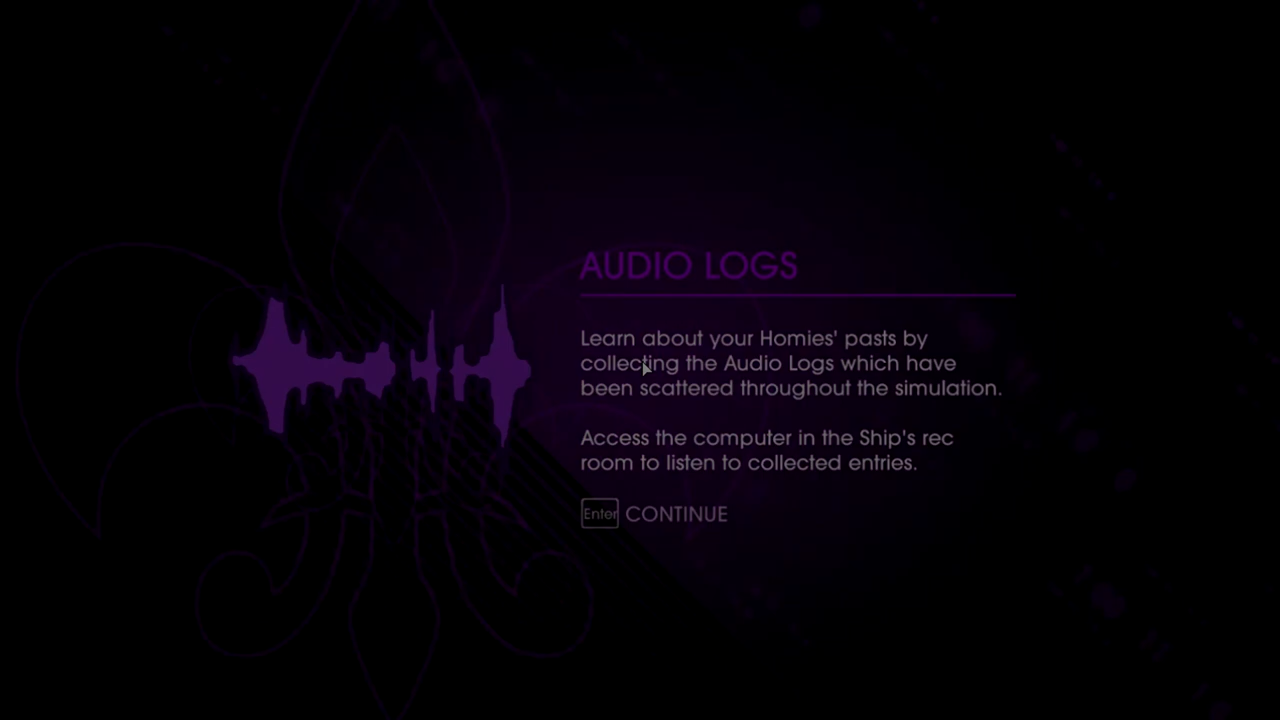 AUDIO LOGS
Learn about your Homies' pasts by
collecting the Audio Logs which have
been scattered throughout the simulation.
Access the computer in the Ship's rec
room to listen to collected entries.
Enter CONTINUE